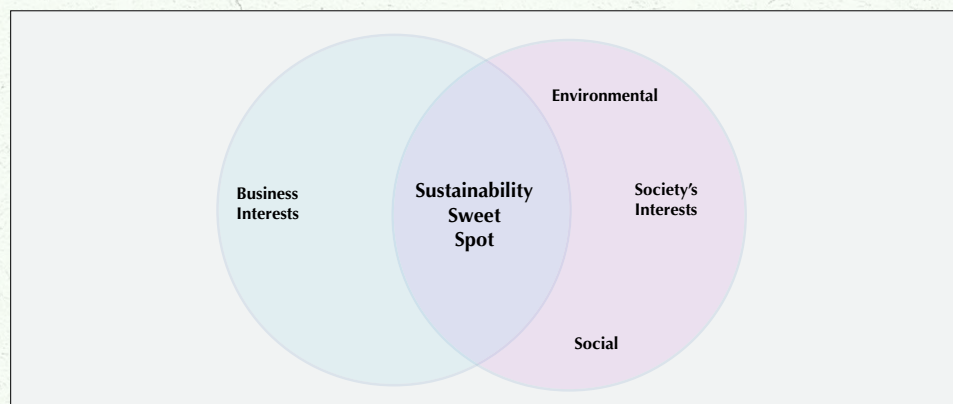 Environmental
Business
Interests
Sustainability
Sweet
Spot
Society’s
Interests
Social